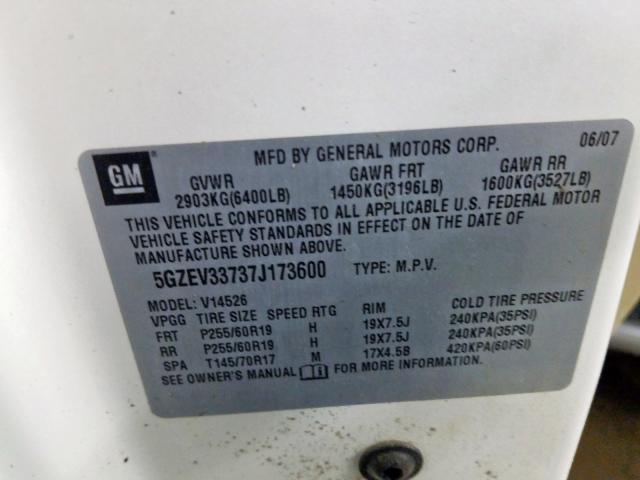 GM
MFD BY GENERAL MOTORS CORP. 06/07
GVWR GAWR FRT GAWR RR
2903KG(6400LB) 1450KG(3196LB) 1600KG(3527LB)
THIS VEHICLE CONFORMS TO ALL APPLICABLE U.S. FEDERAL MOTOR
VEHICLE SAFETY STANDARDS IN EFFECT ON THE DATE OF
MANUFACTURE SHOWN ABOVE.
5GZEV33737J173600 TYPE: M.P.V.
MODEL: V14526
VPGG TIRE SIZE SPEED RTG RIM COLD TIRE PRESSURE
FRT P255/60R19 H 19X7.5J 240KPA(35PSI)
RR P255/60R19 H 19X7.5J 240KPA(35PSI)
SPA T145/70R17 M 17X4.5B 420KPA(60PSI)
SEE OWNER'S MANUAL FOR MORE INFORMATION.